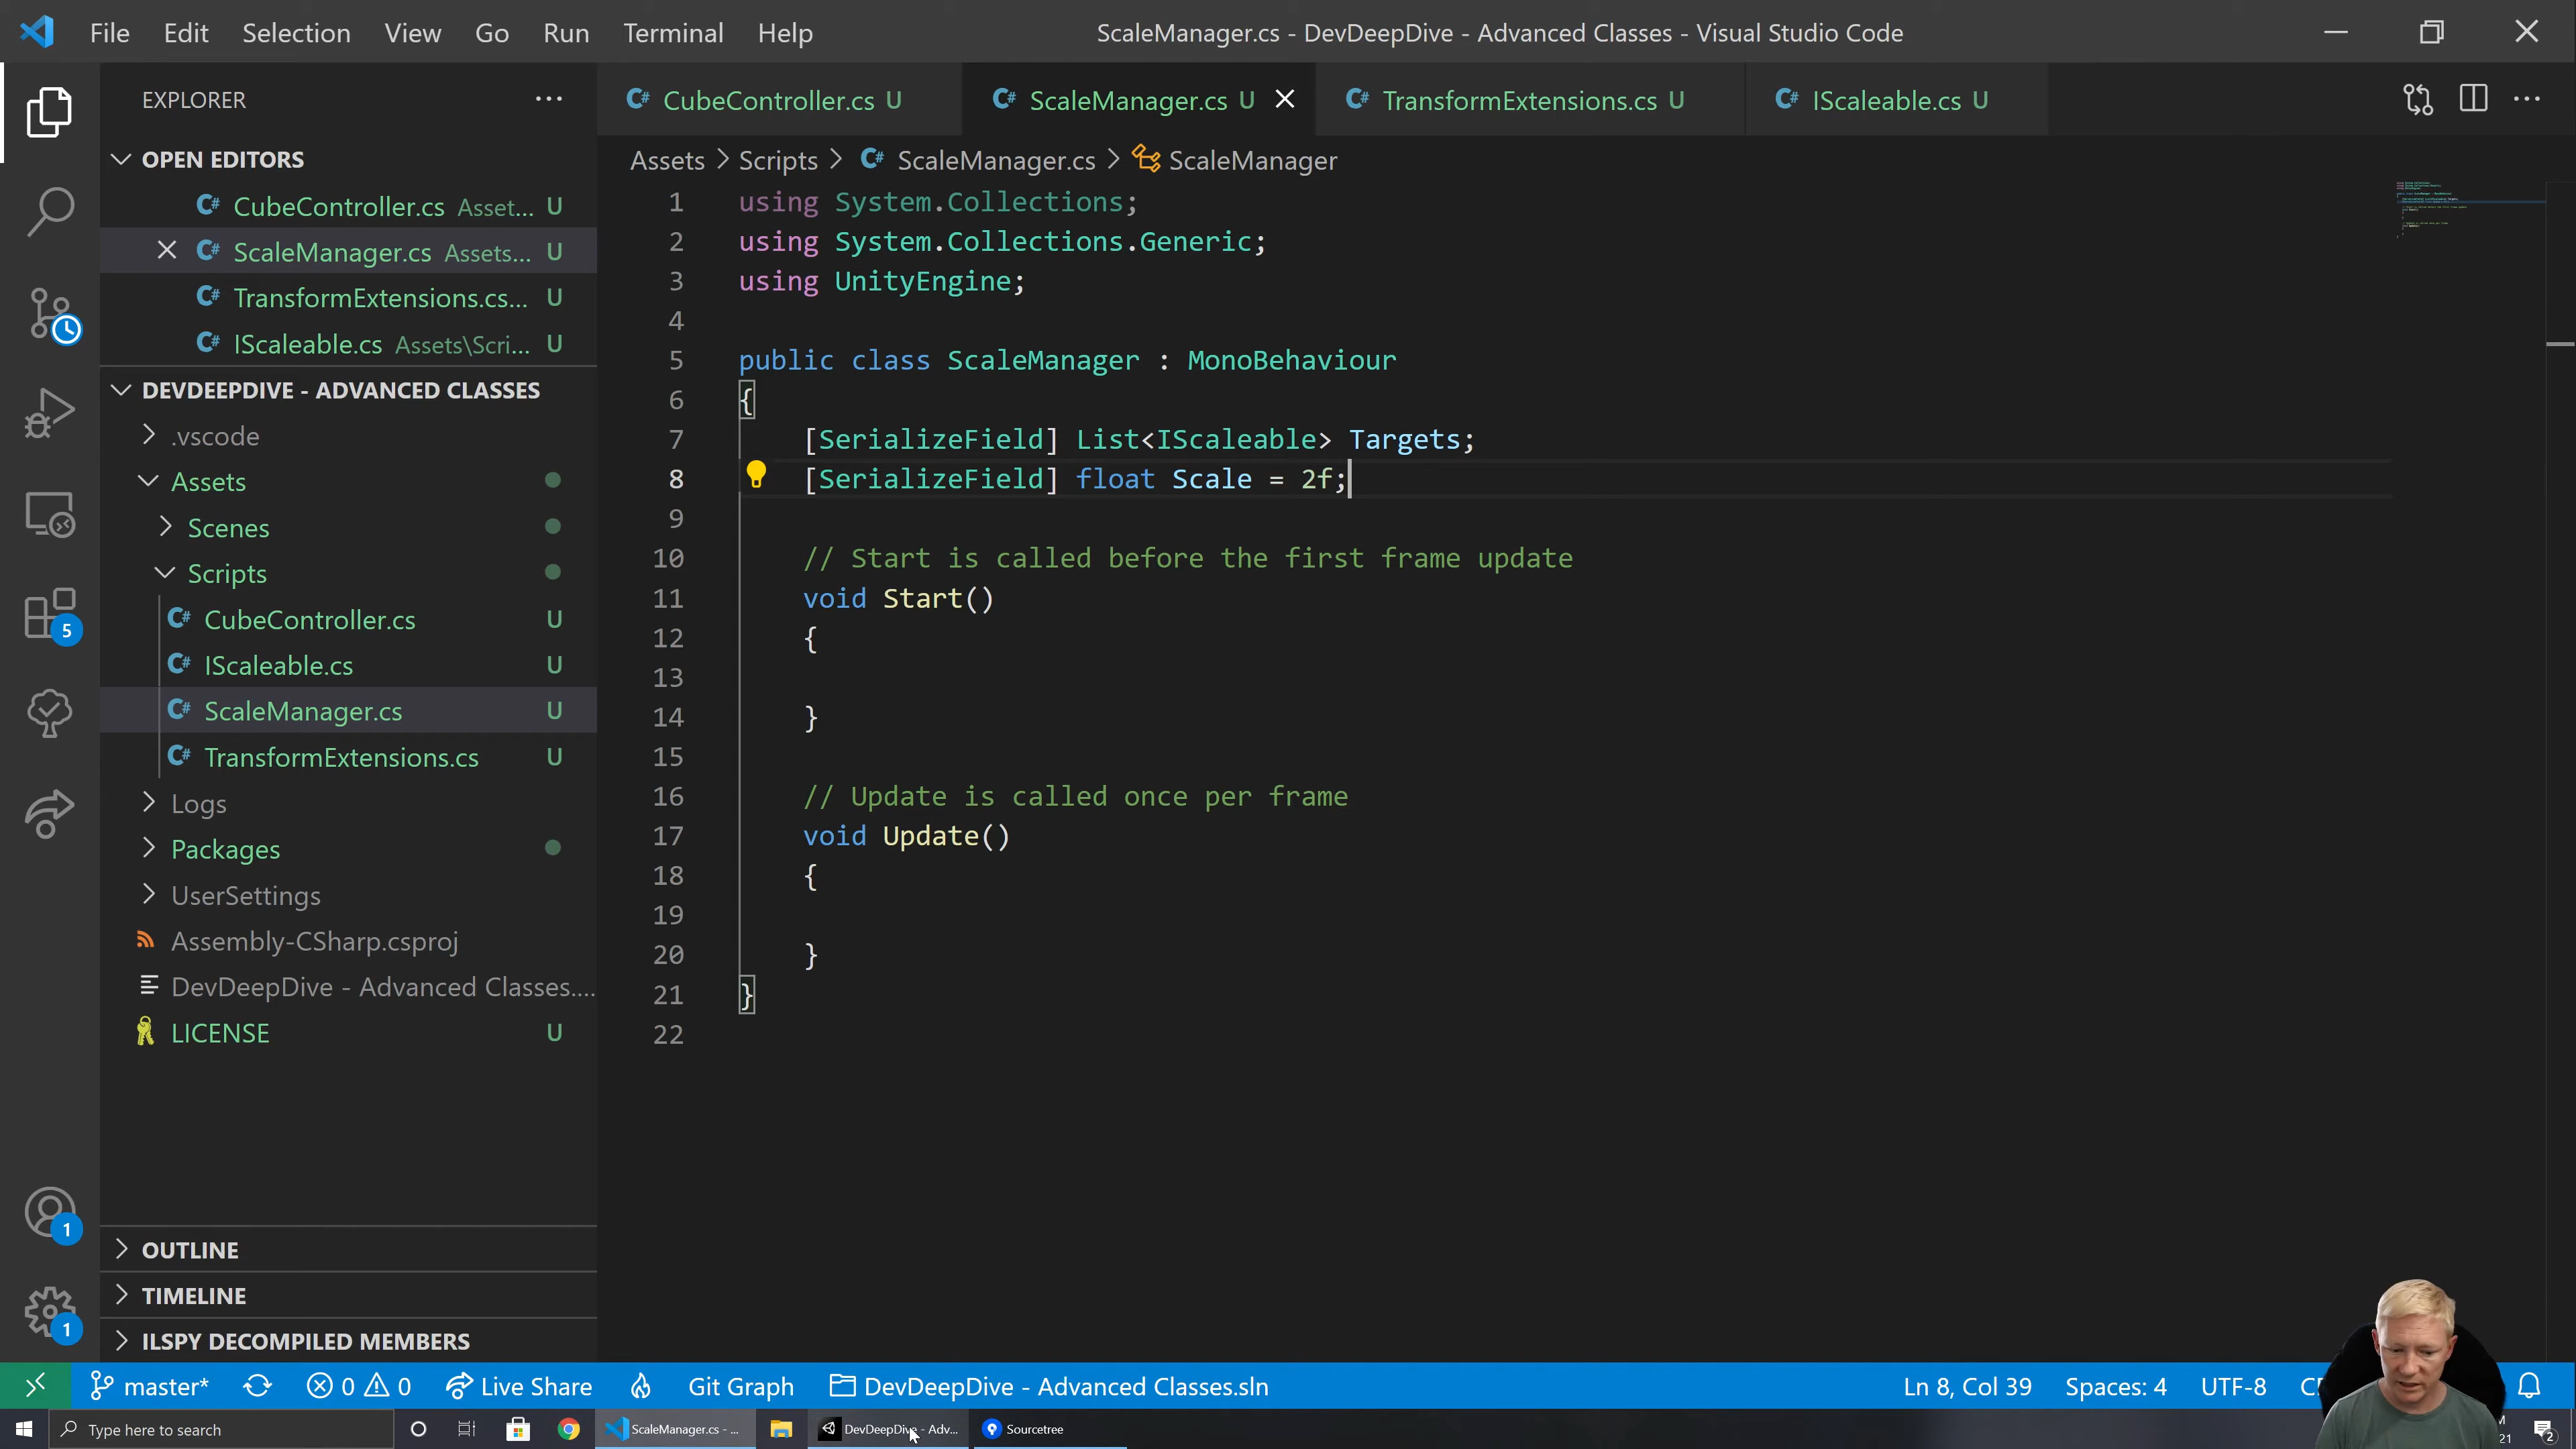 File Edit Selection View Go Run Terminal Help
ScaleManager.cs - DevDeepDive - Advanced Classes - Visual Studio Code
EXPLORER
OPEN EDITORS
CubeController.cs Asset... U
ScaleManager.cs Assets... U
TransformExtensions.cs... U
IScaleable.cs Assets\Scri... U
DEVDEEPDIVE - ADVANCED CLASSES
.vscode
Assets
Scenes
Scripts
CubeController.cs U
IScaleable.cs U
ScaleManager.cs U
TransformExtensions.cs U
Logs
Packages
UserSettings
Assembly-CSharp.csproj
DevDeepDive - Advanced Classes....
LICENSE U
OUTLINE
TIMELINE
ILSPY DECOMPILED MEMBERS
5
1
1
CubeController.cs U ScaleManager.cs U TransformExtensions.cs U IScaleable.cs U
Assets > Scripts > ScaleManager.cs > ScaleManager
1 using System.Collections;
2 using System.Collections.Generic;
3 using UnityEngine;
4
5 public class ScaleManager : MonoBehaviour
6 {
7 [SerializeField] List<IScaleable> Targets;
8 [SerializeField] float Scale = 2f;
9
10 // Start is called before the first frame update
11 void Start()
12 {
13
14 }
15
16 // Update is called once per frame
17 void Update()
18 {
19
20 }
21 }
22
master* 0 0 Live Share Git Graph DevDeepDive - Advanced Classes.sln Ln 8, Col 39 Spaces: 4 UTF-8
Type here to search ScaleManager.cs - ... DevDeepDive - Adv... Sourcetree 2